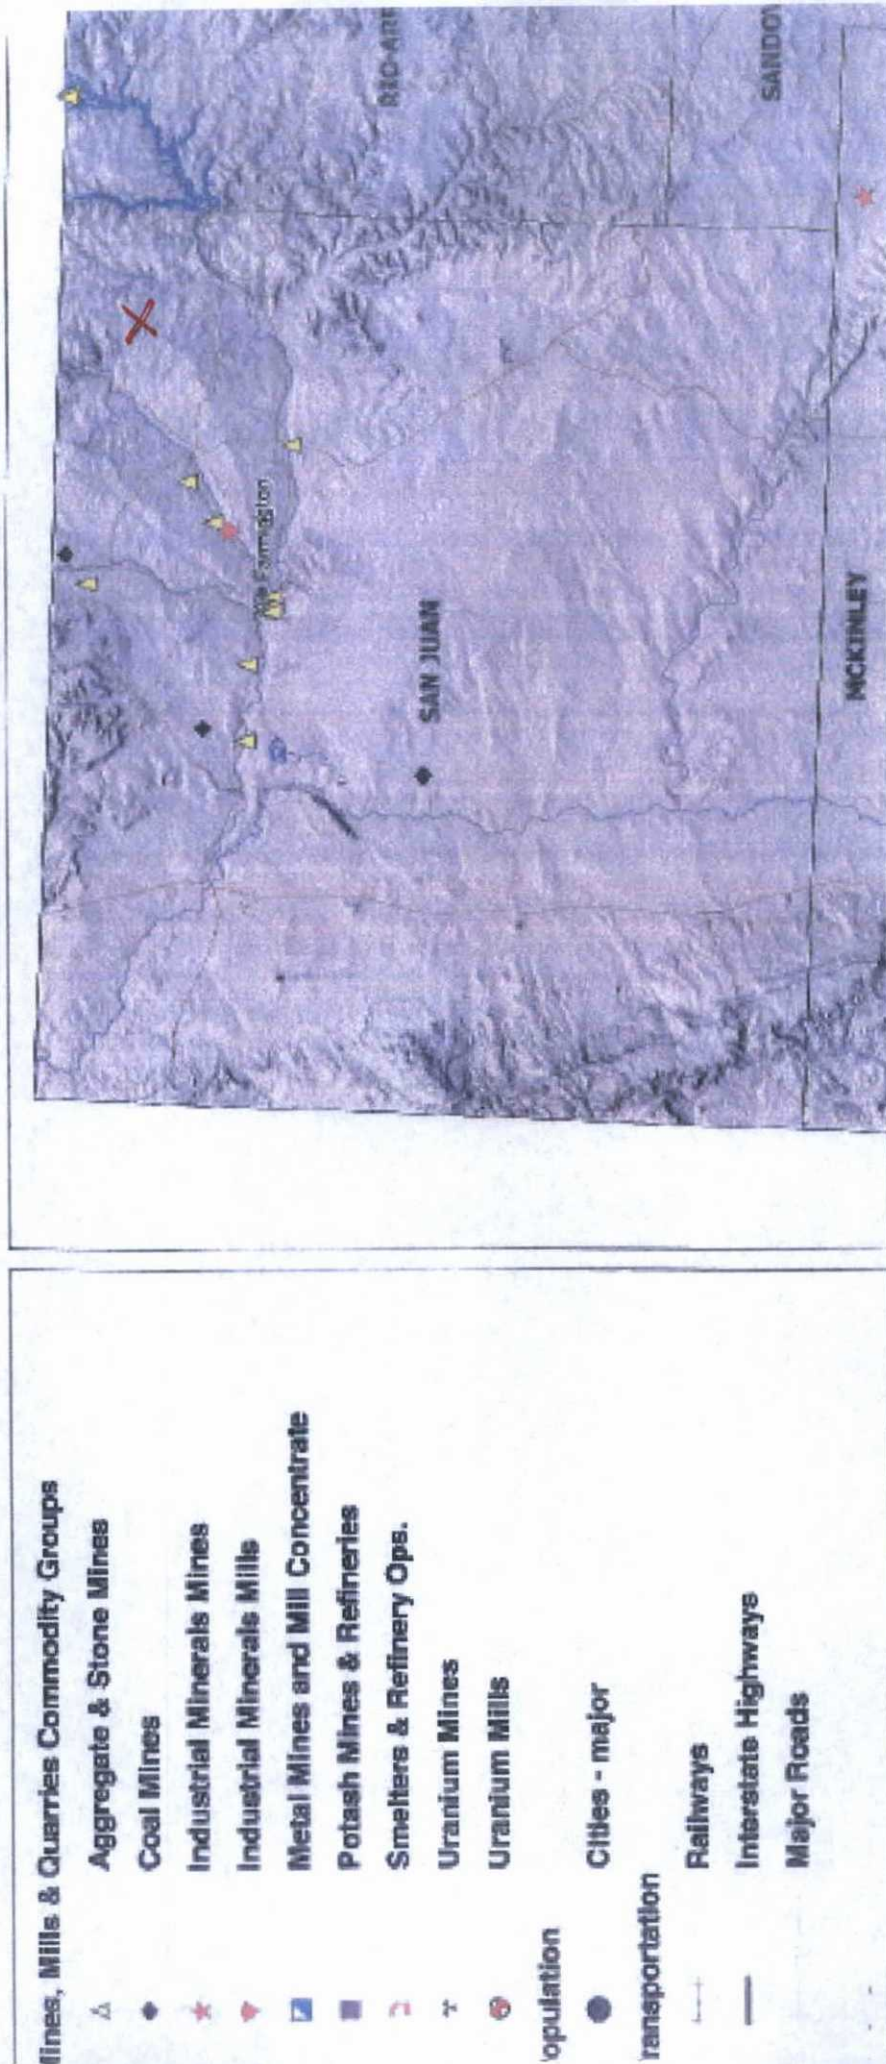 Mines, Mills & Quarries Commodity Groups
Aggregate & Stone Mines
Coal Mines
Industrial Minerals Mines
Industrial Minerals Mills
Metal Mines and Mill Concentrate
Potash Mines & Refineries
Smelters & Refinery Ops.
Uranium Mines
Uranium Mills
opulation
Cities - major
ransportation
Railways
Interstate Highways
Major Roads
Farmington
SAN JUAN
MCKINLEY
RIO ARR
SANDOV